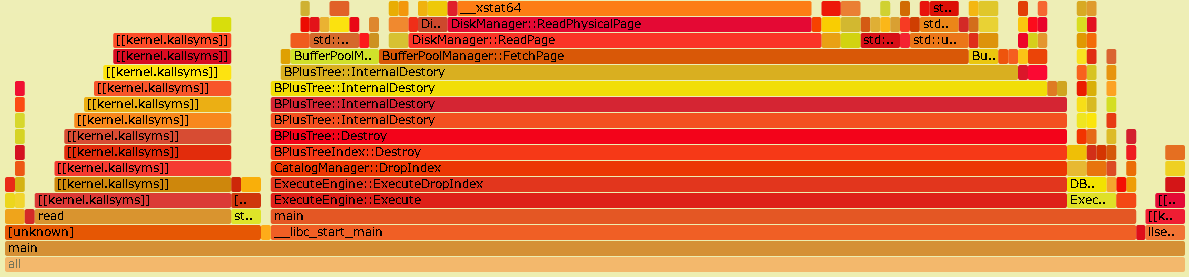 __xstat64 st..
Di.. DiskManager::ReadPhysicalPage std..
[[kernel.kallsyms]] std::.. DiskManager::ReadPage std:.. std::u..
[[kernel.kallsyms]] BufferPoolM.. BufferPoolManager::FetchPage Bu..
[[kernel.kallsyms]] BPlusTree::InternalDestory
[[kernel.kallsyms]] BPlusTree::InternalDestory
[[kernel.kallsyms]] BPlusTree::InternalDestory
[[kernel.kallsyms]] BPlusTree::InternalDestory
[[kernel.kallsyms]] BPlusTree::Destroy
[[kernel.kallsyms]] BPlusTreeIndex::Destroy
[[kernel.kallsyms]] CatalogManager::DropIndex
[[kernel.kallsyms]] ExecuteEngine::ExecuteDropIndex DB..
[[kernel.kallsyms]] [.. ExecuteEngine::Execute Exec.. [[..
read st.. main [[k..
[unknown] __libc_start_main llse..
main
all